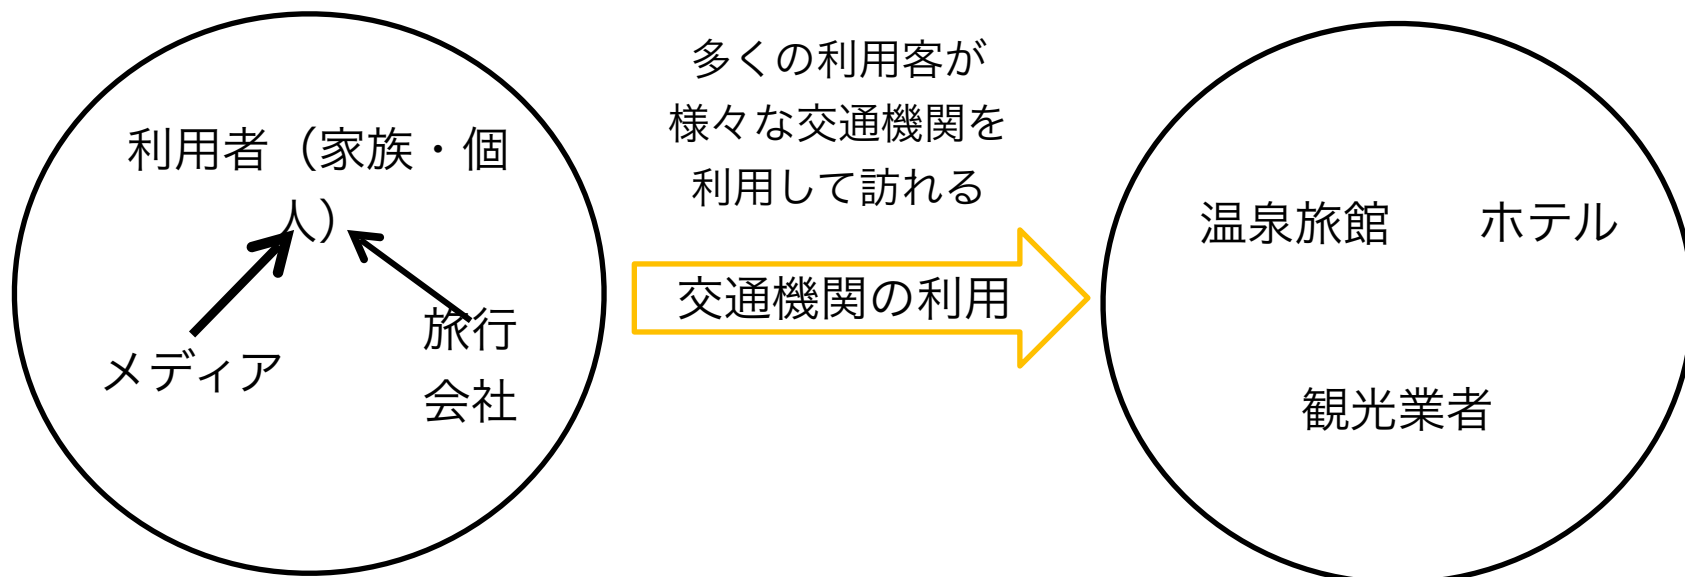 利用者（家族・個
人）
メディア
旅行
会社
多くの利用客が
様々な交通機関を
利用して訪れる
交通機関の利用
温泉旅館　　ホテル
観光業者